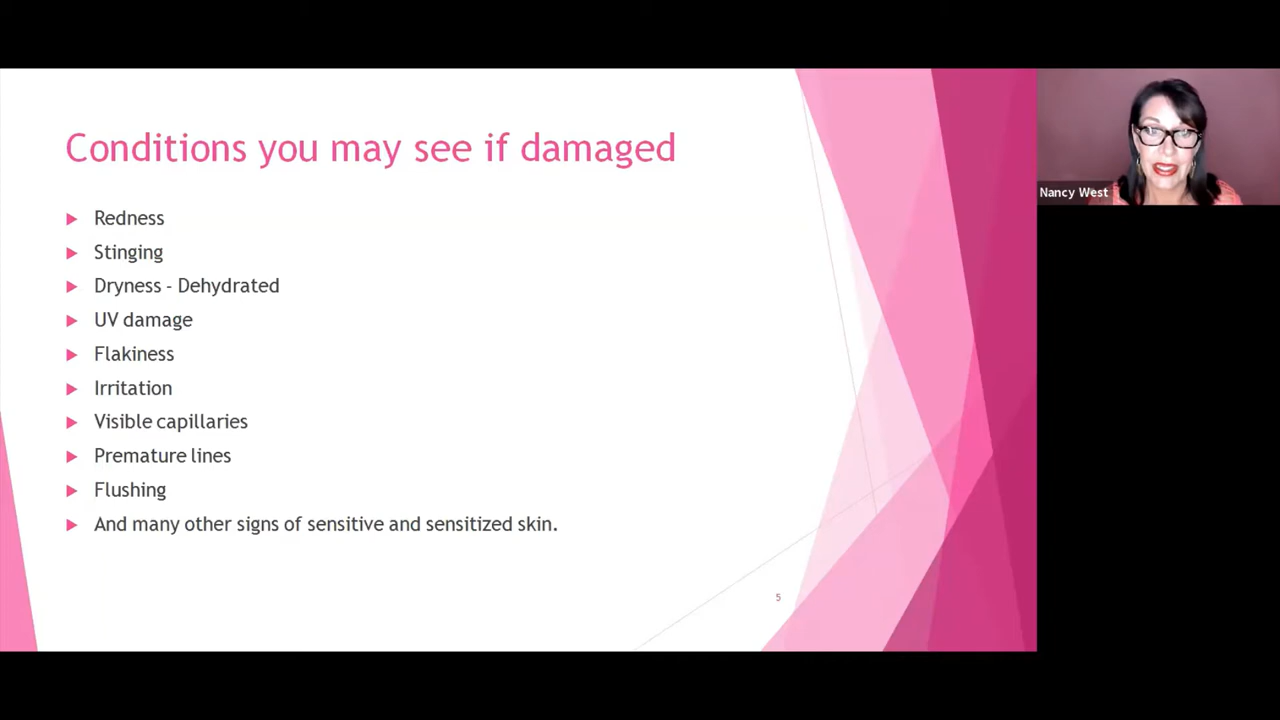 Conditions you may see if damaged
Redness
Stinging
Dryness - Dehydrated
UV damage
Flakiness
Irritation
Visible capillaries
Premature lines
Flushing
And many other signs of sensitive and sensitized skin.
5
Nancy West